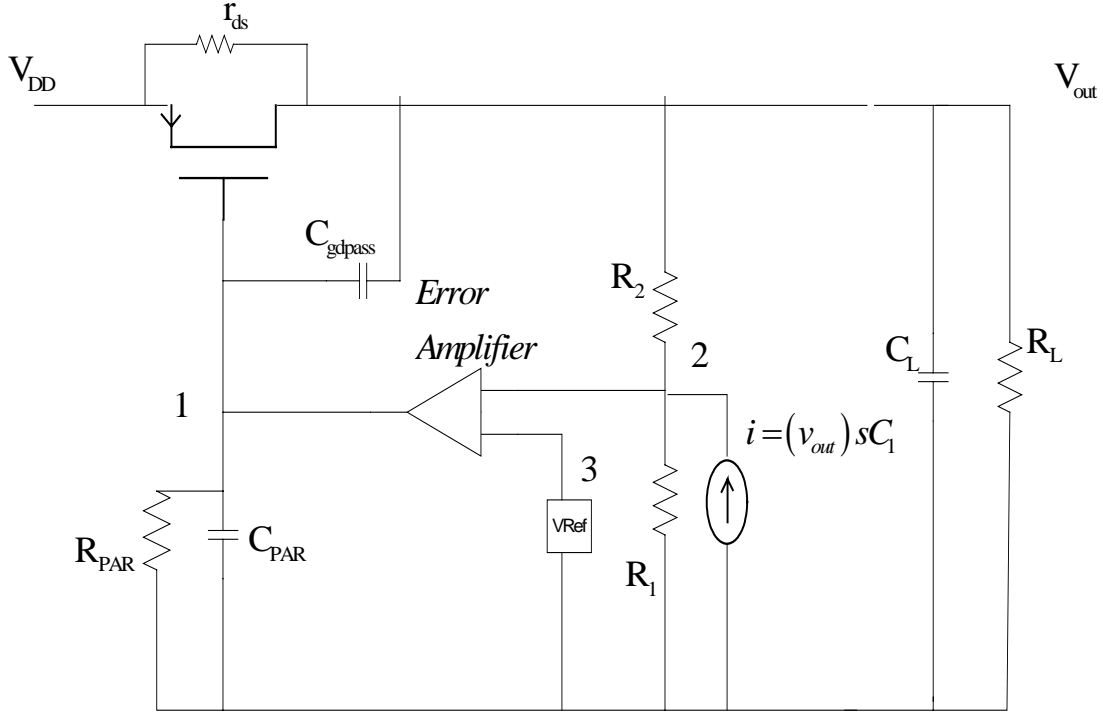 r_ds
V_DD
V_out
C_gdpass
Error
Amplifier
R_2
2
C_L
R_L
1
i = (v_out) sC_1
3
VRef
R_PAR
C_PAR
R_1